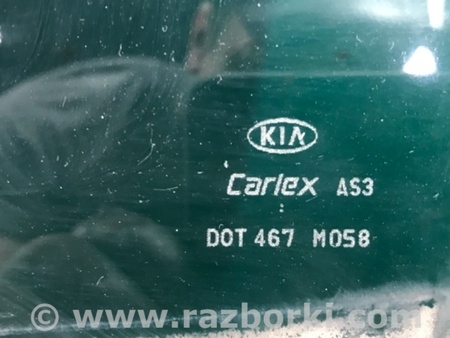 KIA
Carlex AS3
DOT 467 M058
© www.razborki.com